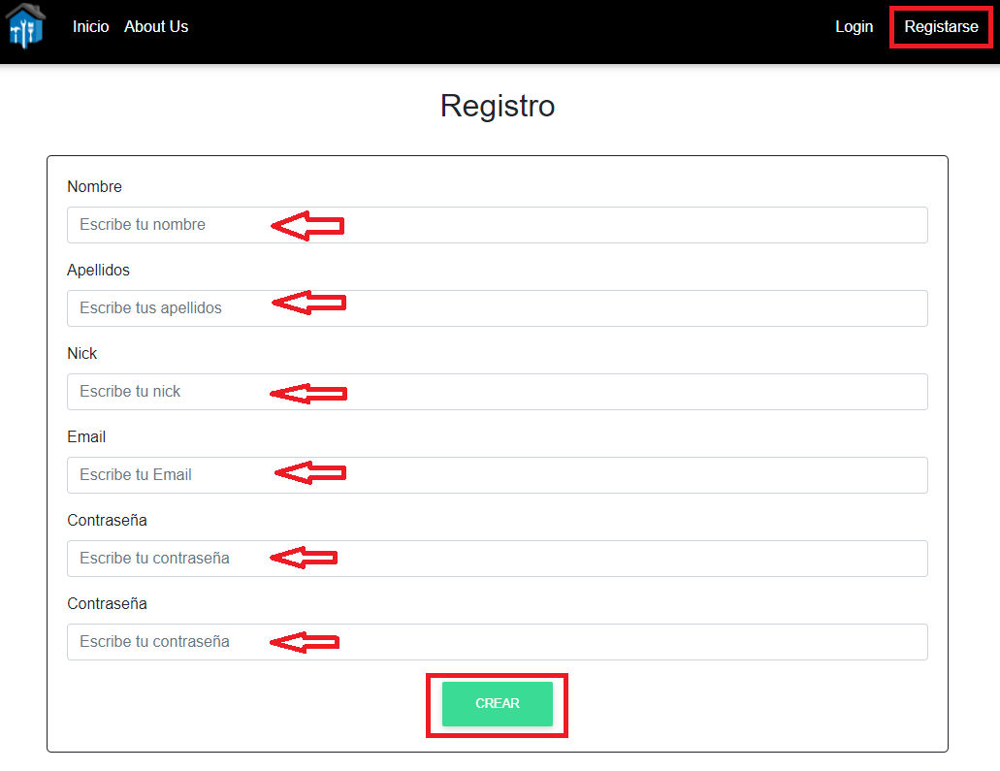 Inicio About Us Login Registarse
Registro
Nombre
Escribe tu nombre
Apellidos
Escribe tus apellidos
Nick
Escribe tu nick
Email
Escribe tu Email
Contraseña
Escribe tu contraseña
Contraseña
Escribe tu contraseña
CREAR